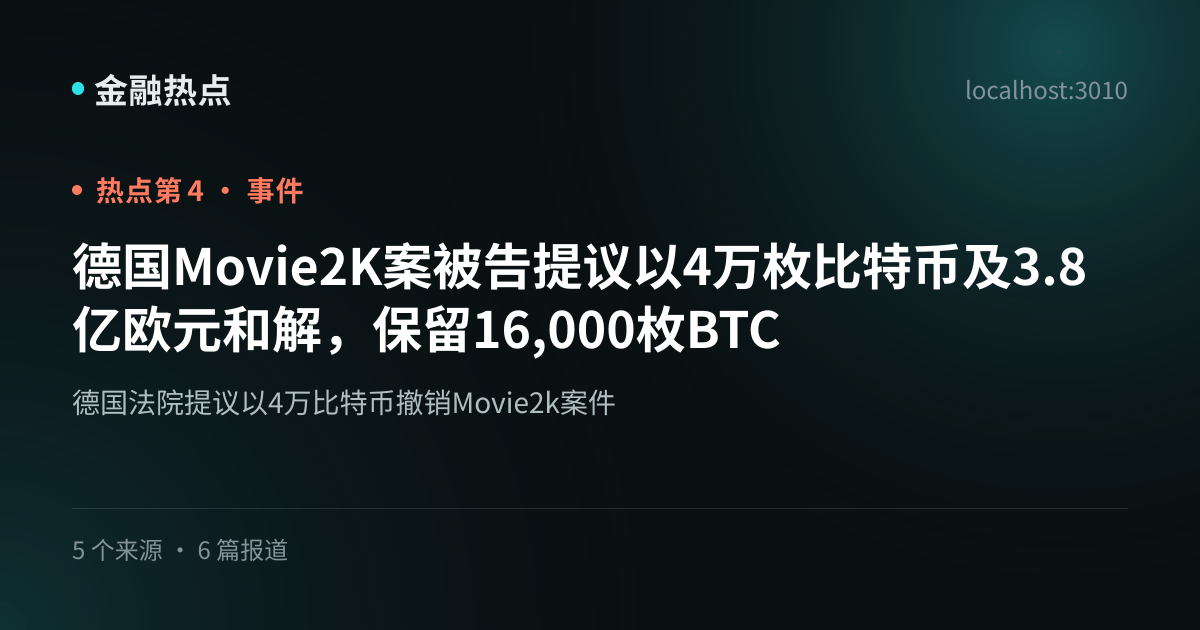 金融热点
localhost:3010
热点第 4 · 事件
德国Movie2K案被告提议以4万枚比特币及3.8
亿欧元和解，保留16,000枚BTC
德国法院提议以4万比特币撤销Movie2k案件
5 个来源 · 6 篇报道